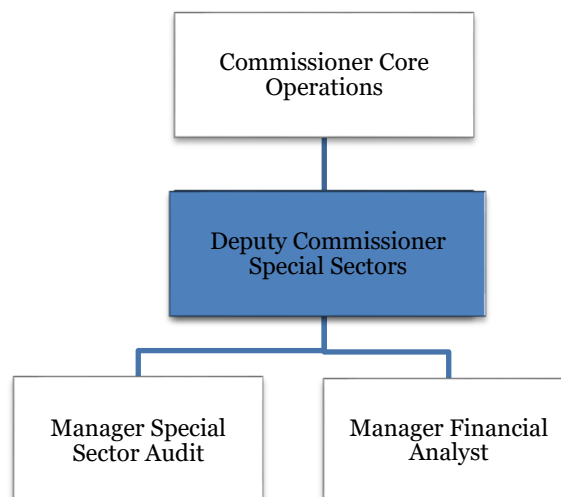 Commissioner Core
Operations
Deputy Commissioner
Special Sectors
Manager Special
Sector Audit
Manager Financial
Analyst